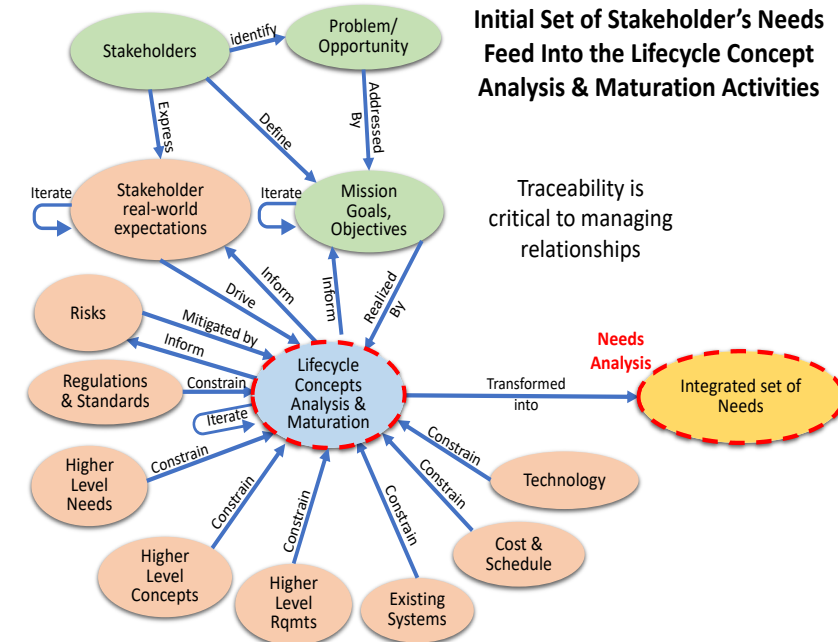 Initial Set of Stakeholder's Needs
Feed Into the Lifecycle Concept
Analysis & Maturation Activities
Stakeholders
identify
Problem/
Opportunity
Express
Define
Addressed
By
Iterate
Stakeholder
real-world
expectations
Iterate
Mission
Goals,
Objectives
Traceability is
critical to managing
relationships
Drive
Inform
Inform
Realized
By
Risks
Mitigated by
Inform
Regulations
& Standards
Constrain
Iterate
Lifecycle
Concepts
Analysis &
Maturation
Transformed
into
Needs
Analysis
Integrated set of
Needs
Higher
Level
Needs
Constrain
Constrain
Technology
Higher
Level
Concepts
Constrain
Constrain
Cost &
Schedule
Higher
Level
Rqmts
Constrain
Constrain
Existing
Systems